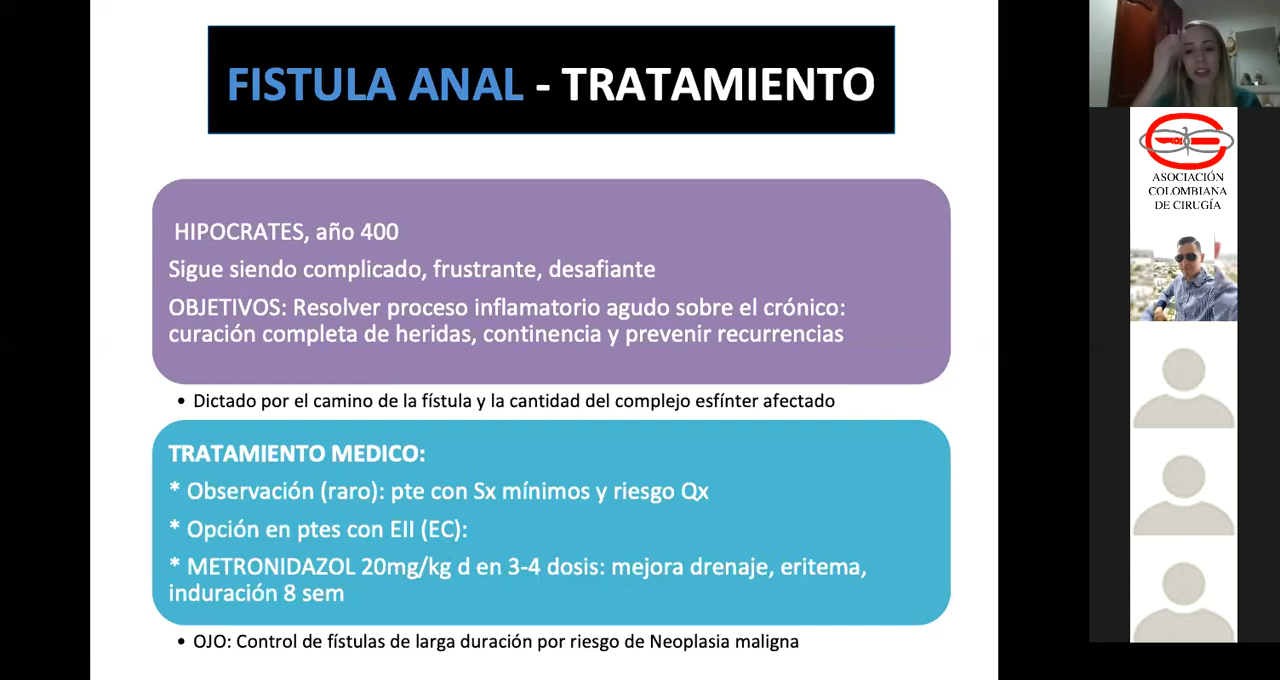 FISTULA ANAL - TRATAMIENTO
HIPOCRATES, año 400
Sigue siendo complicado, frustrante, desafiante
OBJETIVOS: Resolver proceso inflamatorio agudo sobre el crónico:
curación completa de heridas, continencia y prevenir recurrencias
• Dictado por el camino de la fístula y la cantidad del complejo esfínter afectado
TRATAMIENTO MEDICO:
* Observación (raro): pte con Sx mínimos y riesgo Qx
* Opción en ptes con EII (EC):
* METRONIDAZOL 20mg/kg d en 3-4 dosis: mejora drenaje, eritema,
induración 8 sem
• OJO: Control de fístulas de larga duración por riesgo de Neoplasia maligna
ASOCIACIÓN
COLOMBIANA
DE CIRUGÍA